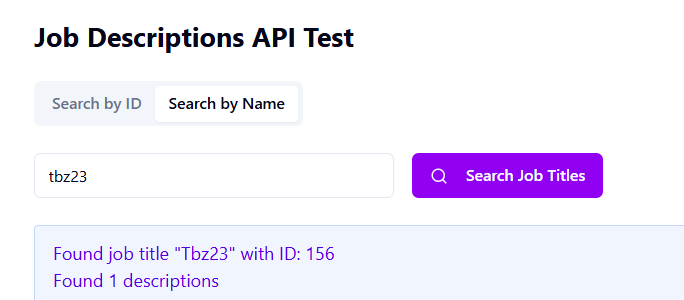 Job Descriptions API Test
Search by ID
Search by Name
tbz23
Search Job Titles
Found job title "Tbz23" with ID: 156
Found 1 descriptions